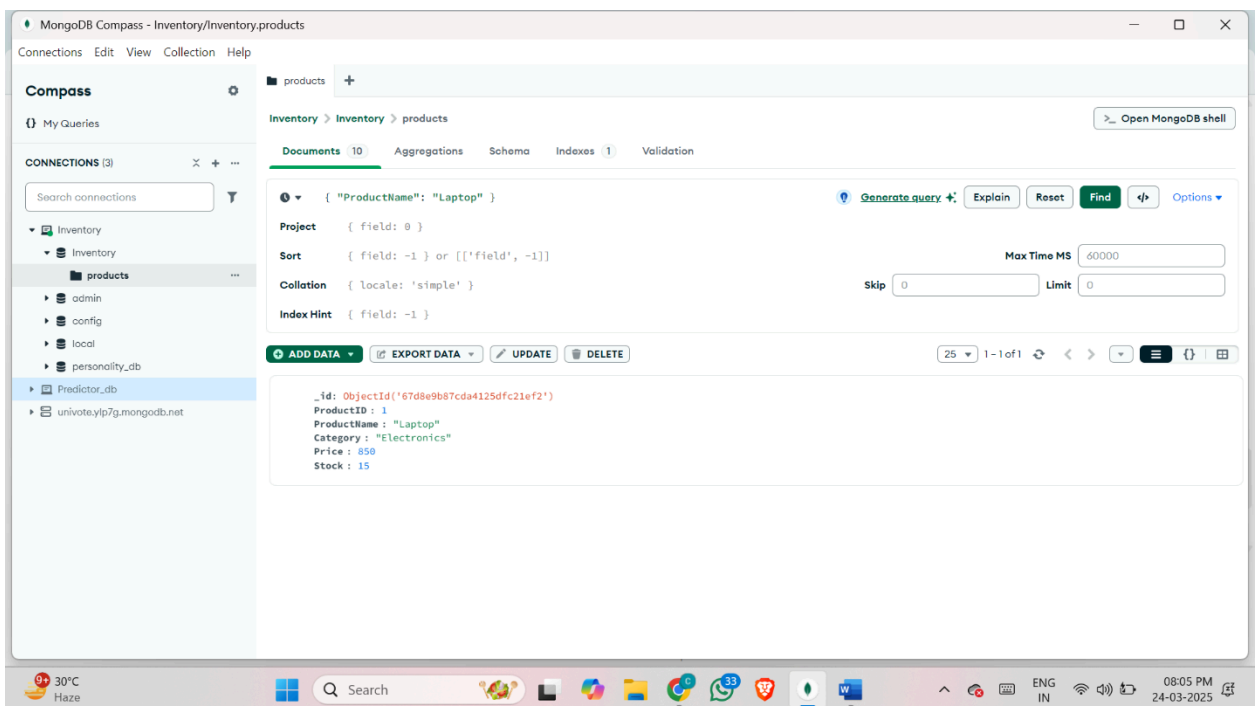 MongoDB Compass - Inventory/Inventory.products
Connections Edit View Collection Help
Compass
{} My Queries
CONNECTIONS (3)
Search connections
Inventory
Inventory
products
admin
config
local
personality_db
Predictor_db
univote.ylp7g.mongodb.net
products
Inventory > Inventory > products
>_ Open MongoDB shell
Documents 10 Aggregations Schema Indexes 1 Validation
{ "ProductName": "Laptop" }
Generate query Explain Reset Find </> Options
Project { field: 0 }
Sort { field: -1 } or [['field', -1]]
Max Time MS 60000
Collation { locale: 'simple' }
Skip 0 Limit 0
Index Hint { field: -1 }
ADD DATA EXPORT DATA UPDATE DELETE
25 1-1 of 1 {}
_id: ObjectId('67d8e9b87cda4125dfc21ef2')
ProductID : 1
ProductName : "Laptop"
Category : "Electronics"
Price : 850
Stock : 15
9+ 30°C
Haze
Search
C
33
W
ENG
IN
08:05 PM
24-03-2025